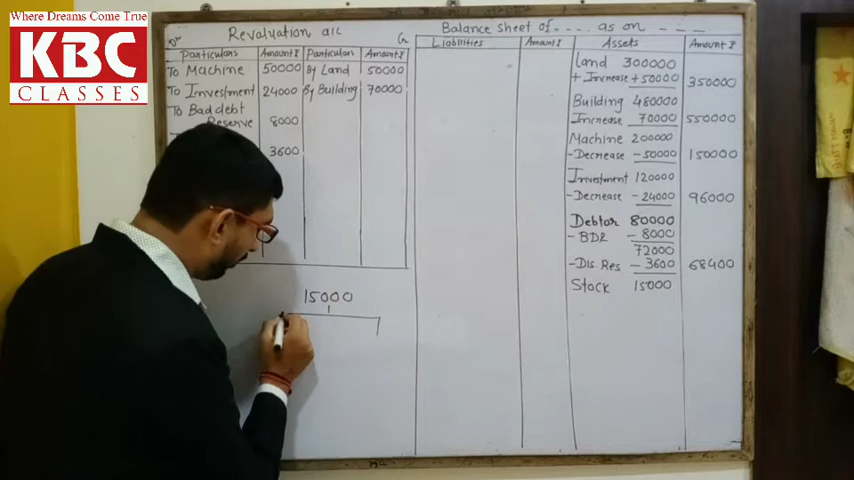 Where Dreams Come True
KBC
CLASSES
Revaluation a/c
Dr Cr
Particulars Amount ₹ Particulars Amount ₹
To Machine 50000 By Land 50000
To Investment 24000 By Building 70000
To Bad debt
Reserve 8000
3600
15000
Balance sheet of .... as on ----
Liabilities Amount ₹ Assets Amount ₹
Land 300000
+ Increase +50000 350000
Building 480000
Increase 70000 550000
Machine 200000
-Decrease -50000 150000
Investment 120000
-Decrease -24000 96000
Debtor 80000
-BDR -8000
72000
-Dis. Res -3600 68400
Stock 15000